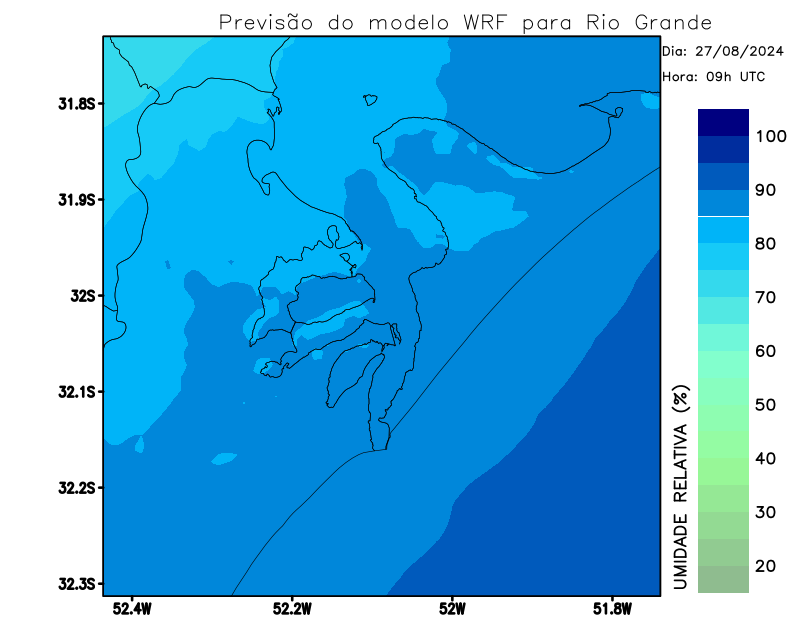 Previsão do modelo WRF para Rio Grande
Dia: 27/08/2024
Hora: 09h UTC
31.8S
31.9S
32S
32.1S
32.2S
32.3S
52.4W
52.2W
52W
51.8W
100
90
80
70
60
50
40
30
20
UMIDADE RELATIVA (%)